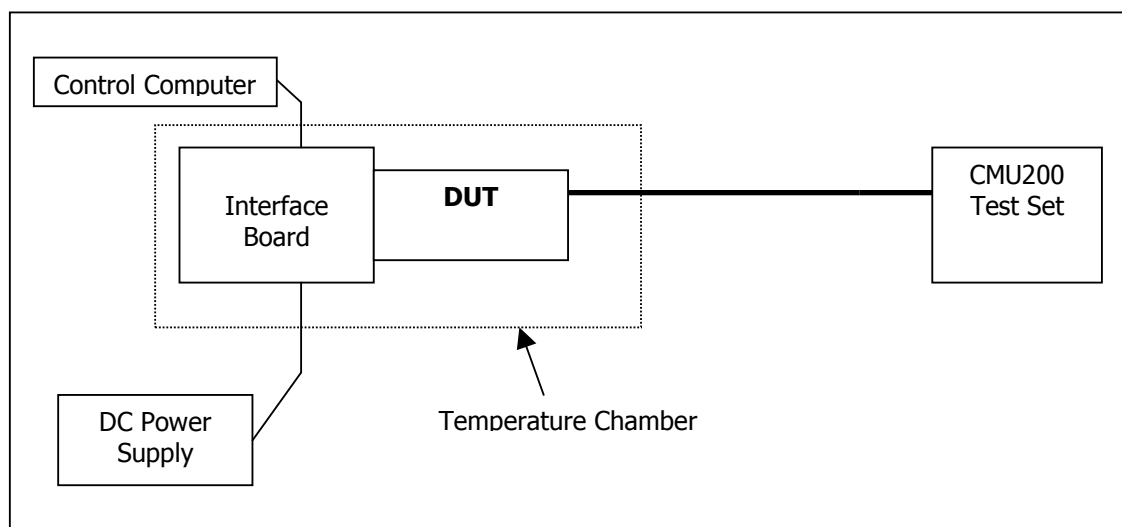 Control Computer
Interface
Board
DUT
CMU200
Test Set
DC Power
Supply
Temperature Chamber